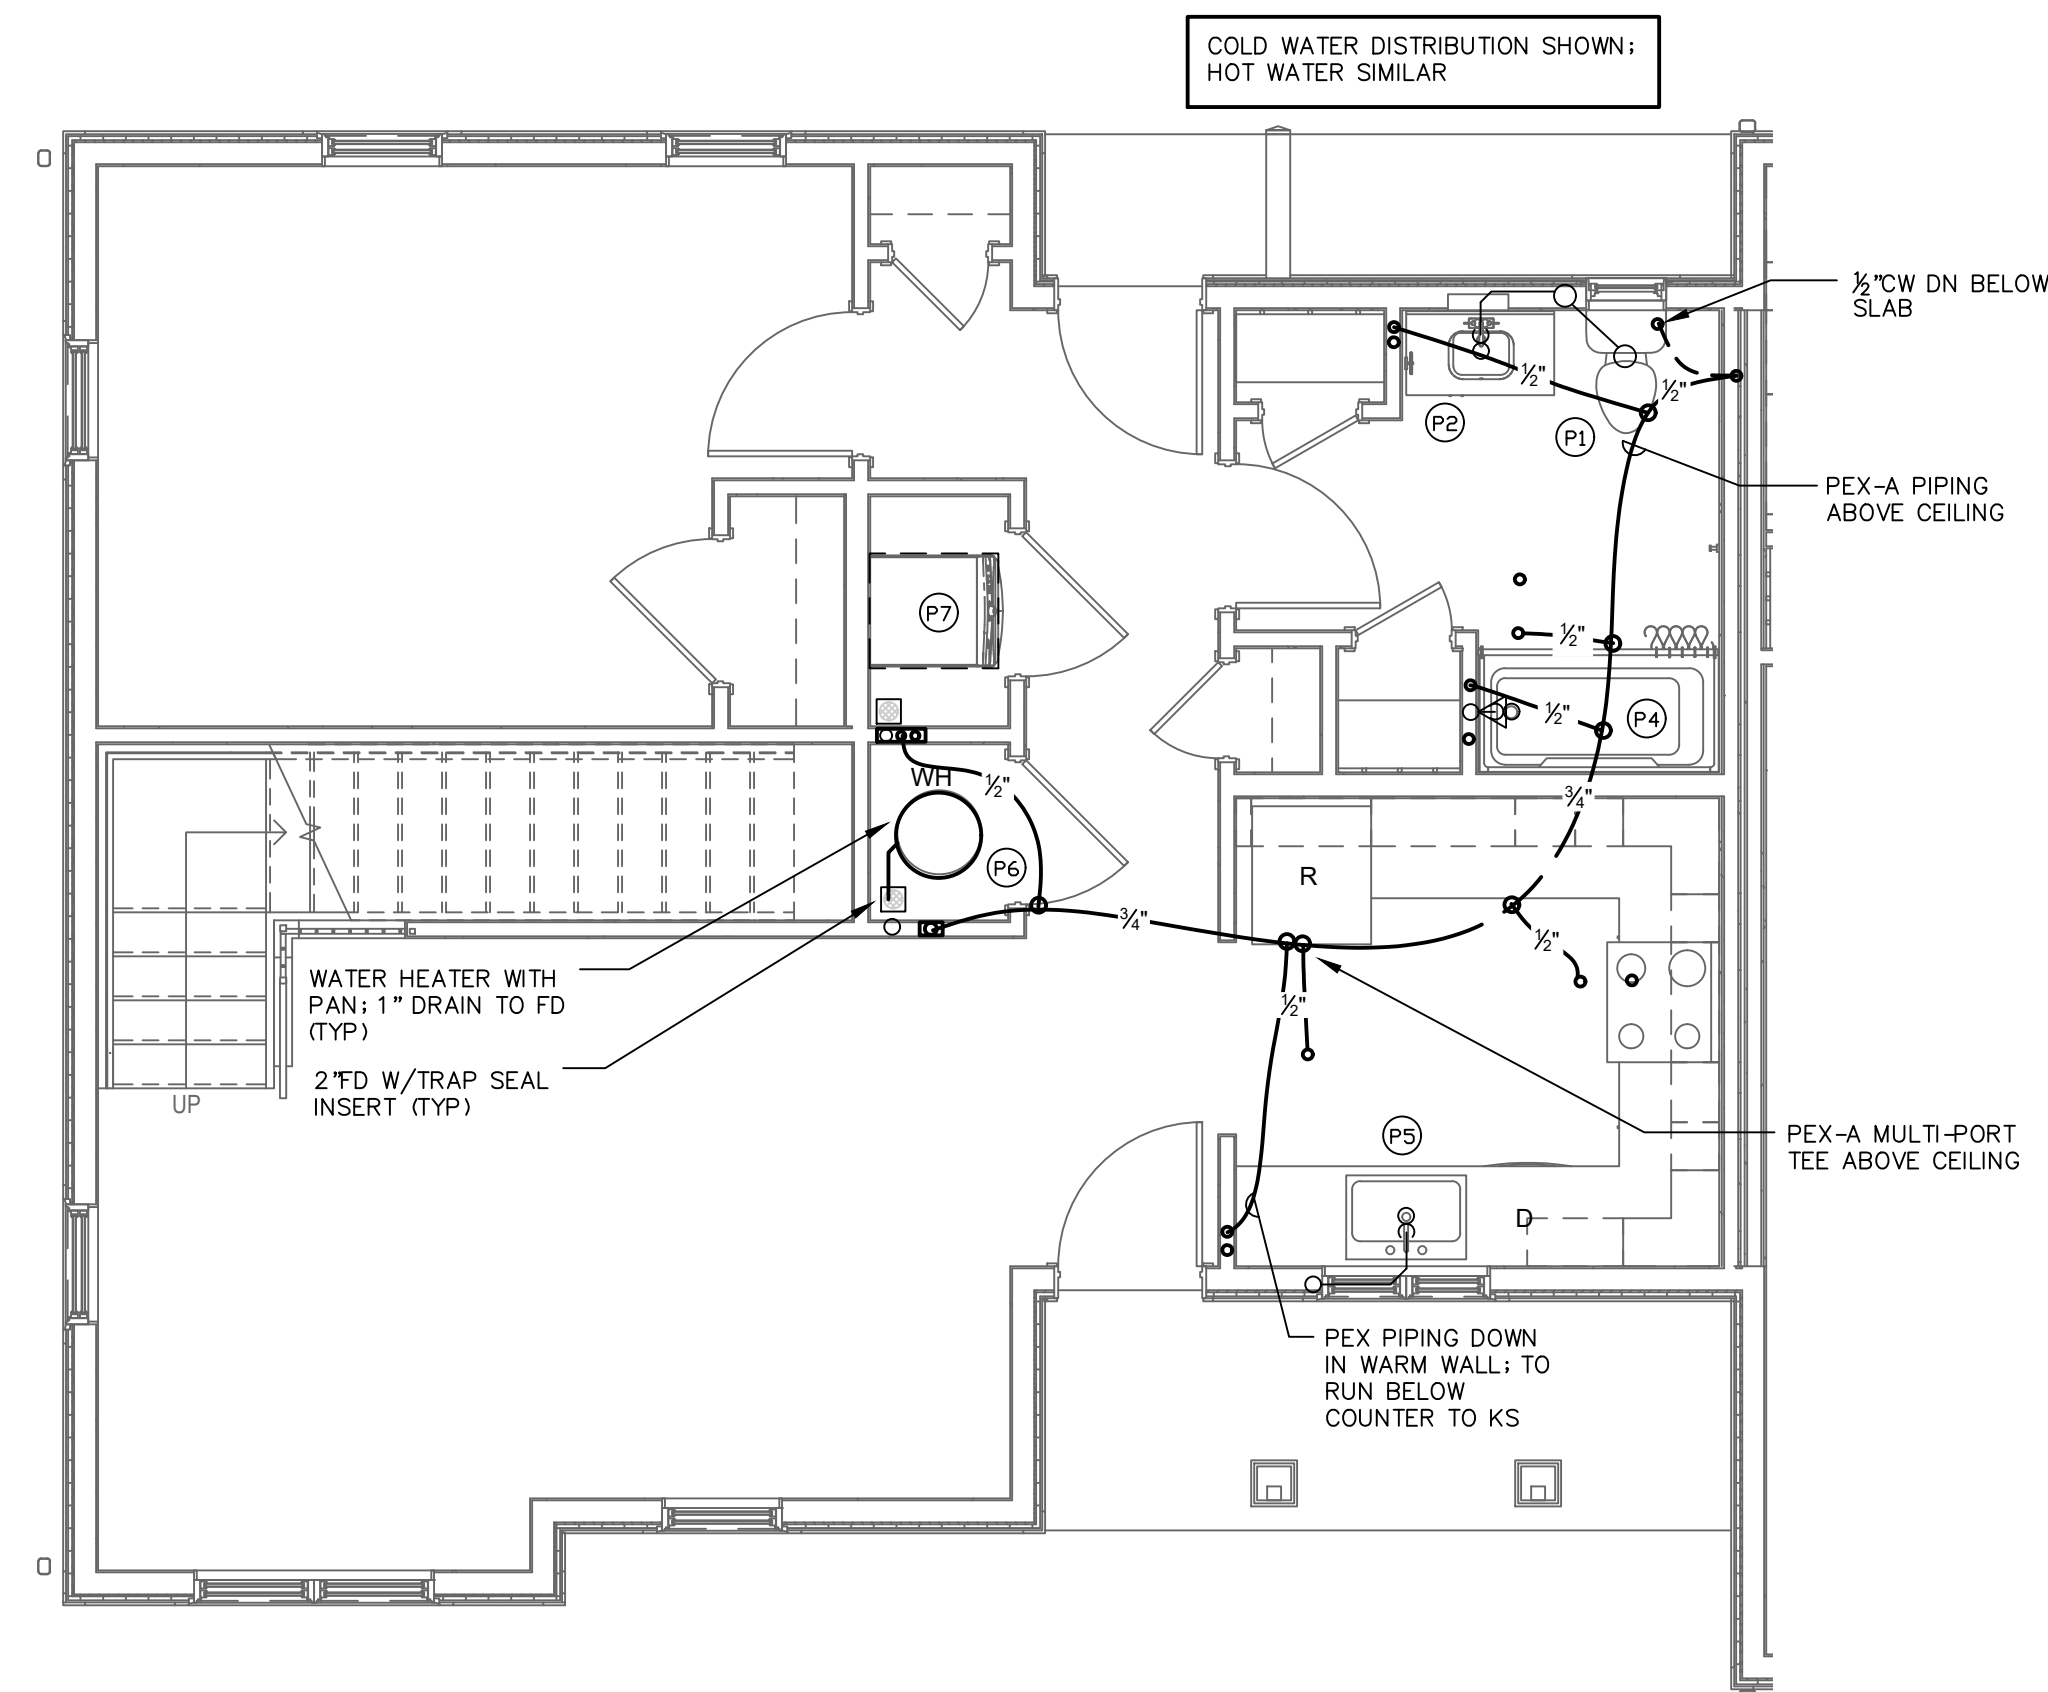 COLD WATER DISTRIBUTION SHOWN;
HOT WATER SIMILAR
½"CW DN BELOW
SLAB
½"
½"
P2
P1
PEX-A PIPING
ABOVE CEILING
P7
½"
½"
P4
WH
½"
¾"
P6
R
¾"
½"
WATER HEATER WITH
PAN; 1" DRAIN TO FD
(TYP)
½"
2"FD W/TRAP SEAL
INSERT (TYP)
UP
P5
PEX-A MULTI-PORT
TEE ABOVE CEILING
D
PEX PIPING DOWN
IN WARM WALL; TO
RUN BELOW
COUNTER TO KS